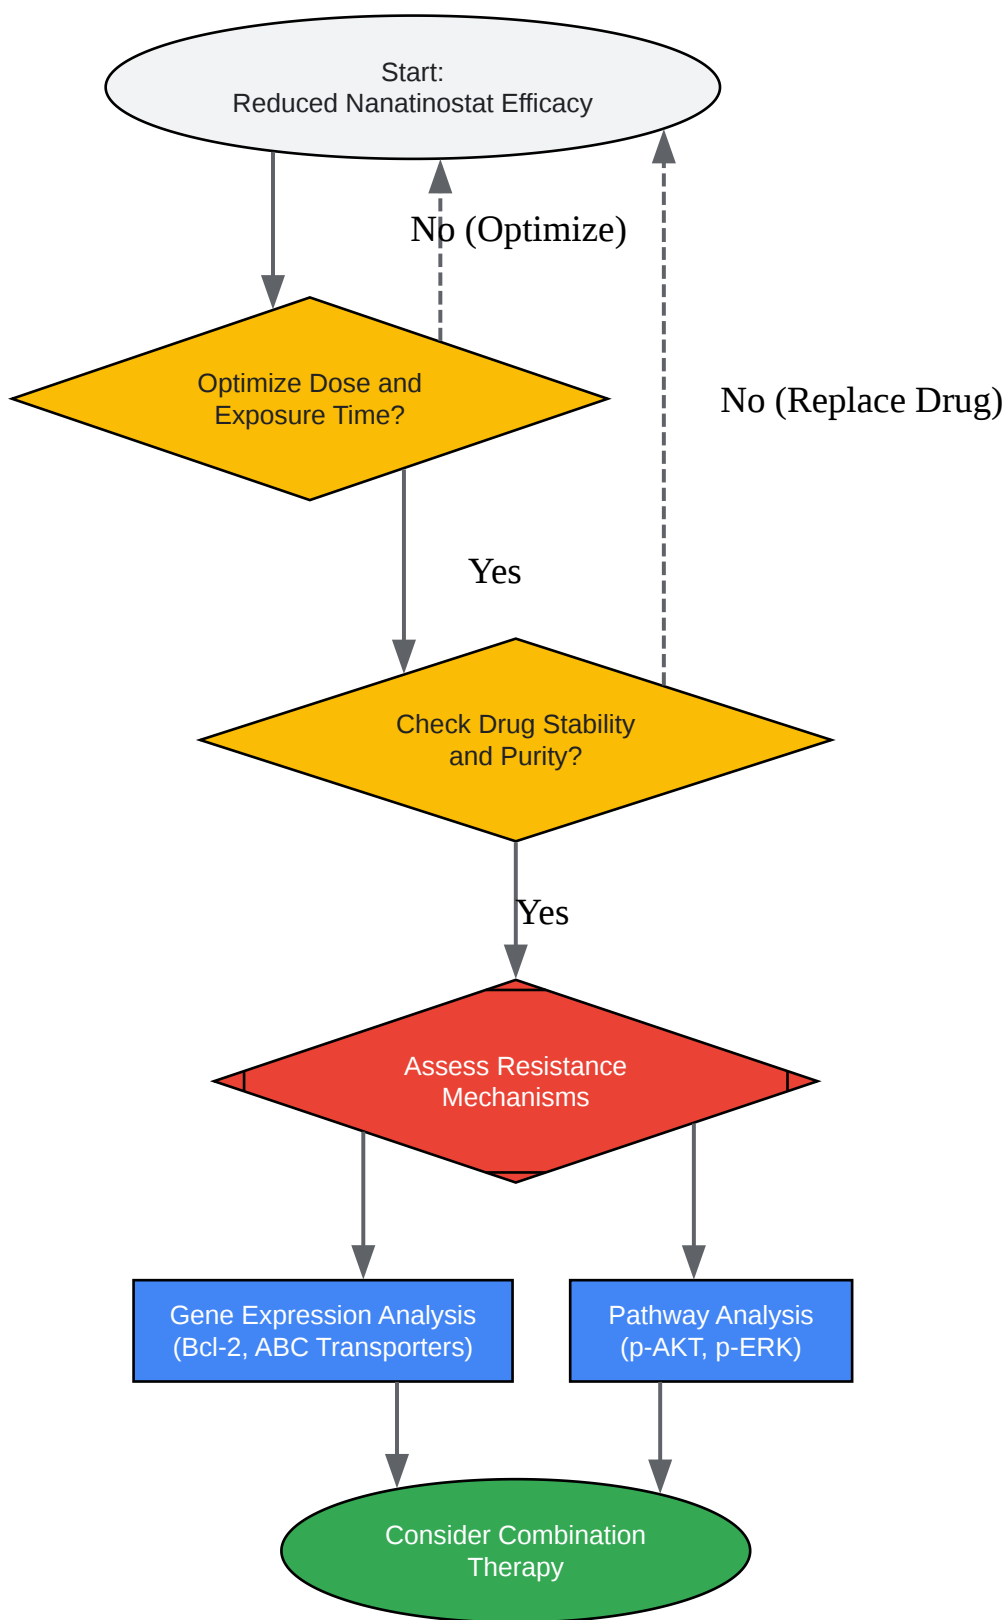 Start:
Reduced Nanatinostat Efficacy
No (Optimize)
Optimize Dose and
Exposure Time?
No (Replace Drug)
Yes
Check Drug Stability
and Purity?
Yes
Assess Resistance
Mechanisms
Gene Expression Analysis
(Bcl-2, ABC Transporters)
Pathway Analysis
(p-AKT, p-ERK)
Consider Combination
Therapy